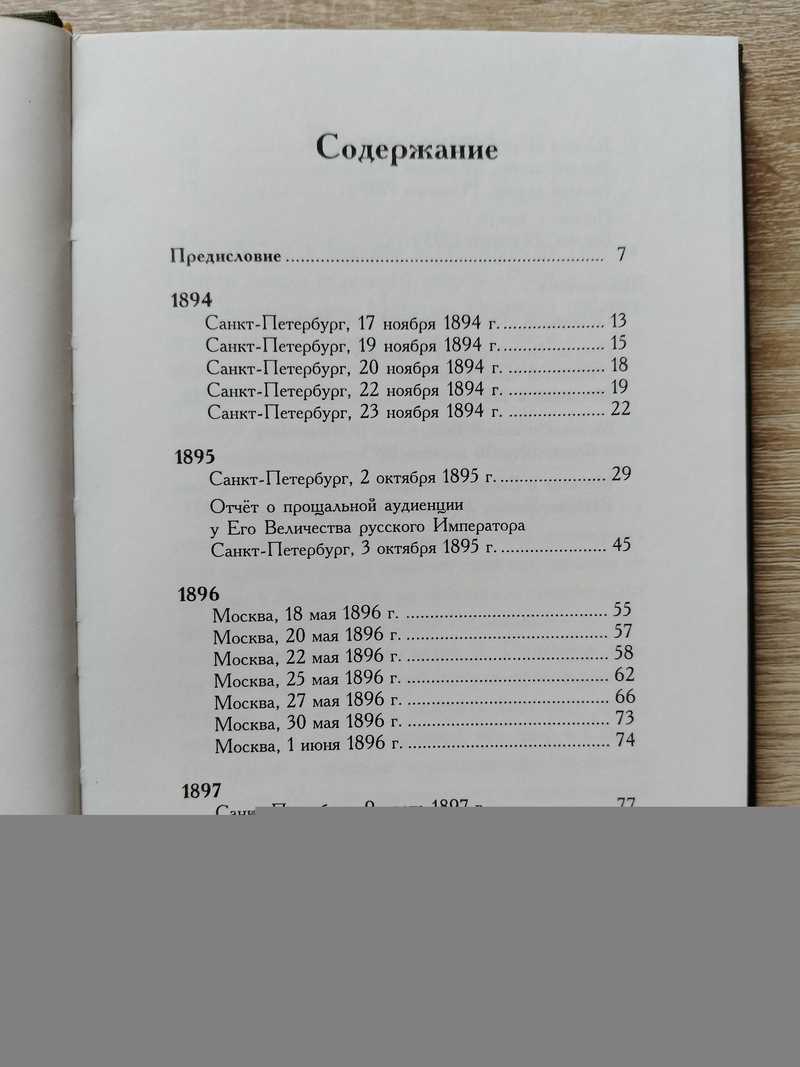 Содержание
Предисловие ............................................................... 7
1894
Санкт-Петербург, 17 ноября 1894 г. ..................... 13
Санкт-Петербург, 19 ноября 1894 г. ..................... 15
Санкт-Петербург, 20 ноября 1894 г. .................... 18
Санкт-Петербург, 22 ноября 1894 г. .................... 19
Санкт-Петербург, 23 ноября 1894 г. .................... 22
1895
Санкт-Петербург, 2 октября 1895 г. ...................... 29
Отчёт о прощальной аудиенции
у Его Величества русского Императора
Санкт-Петербург, 3 октября 1895 г. ...................... 45
1896
Москва, 18 мая 1896 г. ......................................... 55
Москва, 20 мая 1896 г. ......................................... 57
Москва, 22 мая 1896 г. ......................................... 58
Москва, 25 мая 1896 г. ......................................... 62
Москва, 27 мая 1896 г. ......................................... 66
Москва, 30 мая 1896 г. ......................................... 73
Москва, 1 июня 1896 г. ......................................... 74
1897
1897 г. 77